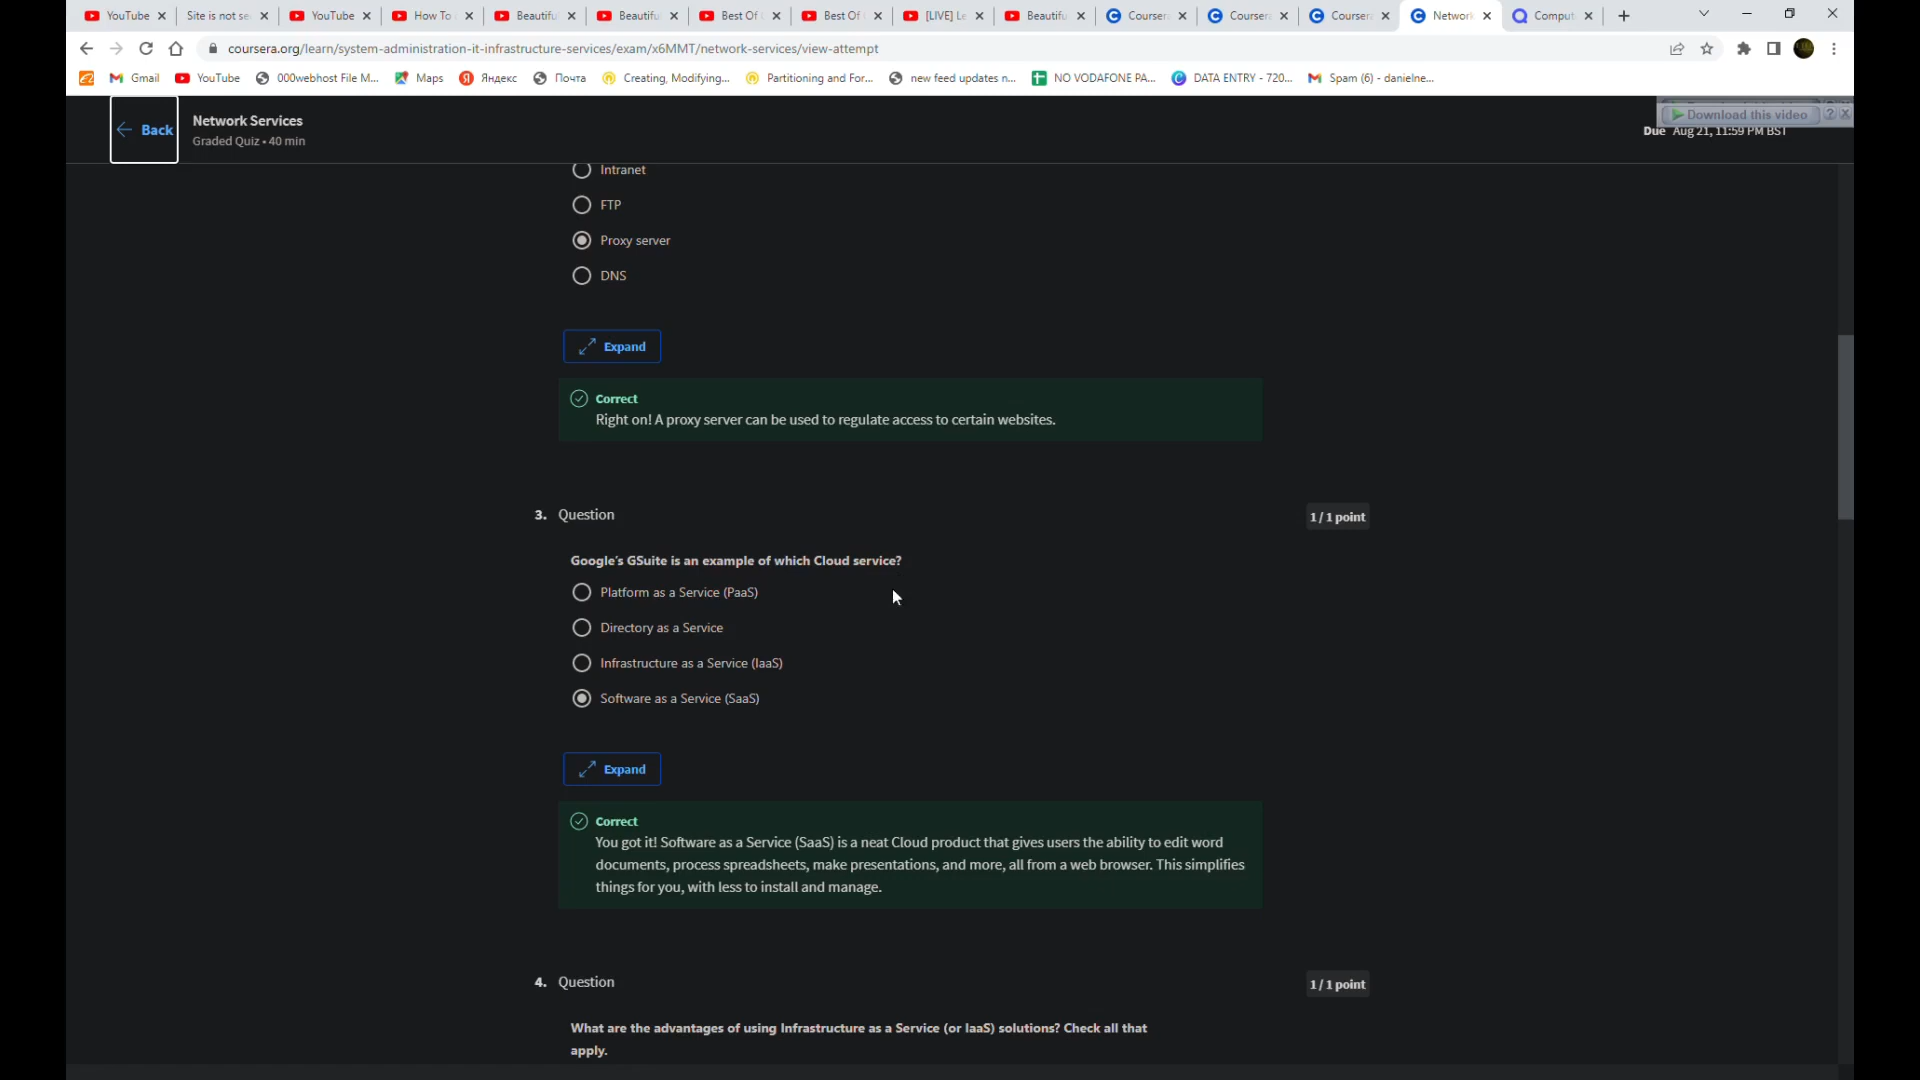 YouTube
Site is not se
YouTube
How To
Beautifu
Beautifu
Best Of
Best Of
[LIVE] Le
Beautifu
Courser
Courser
Courser
Network
Comput
coursera.org/learn/system-administration-it-infrastructure-services/exam/x6MMT/network-services/view-attempt
Gmail
YouTube
000webhost File M...
Maps
Яндекс
Почта
Creating, Modifying...
Partitioning and For...
new feed updates n...
NO VODAFONE PA...
DATA ENTRY - 720...
Spam (6) - danielne...
Back
Network Services
Graded Quiz • 40 min
Download this video
Due Aug 21, 11:59 PM BST
Intranet
FTP
Proxy server
DNS
Expand
Correct
Right on! A proxy server can be used to regulate access to certain websites.
3. Question
1 / 1 point
Google's GSuite is an example of which Cloud service?
Platform as a Service (PaaS)
Directory as a Service
Infrastructure as a Service (IaaS)
Software as a Service (SaaS)
Expand
Correct
You got it! Software as a Service (SaaS) is a neat Cloud product that gives users the ability to edit word
documents, process spreadsheets, make presentations, and more, all from a web browser. This simplifies
things for you, with less to install and manage.
4. Question
1 / 1 point
What are the advantages of using Infrastructure as a Service (or IaaS) solutions? Check all that
apply.